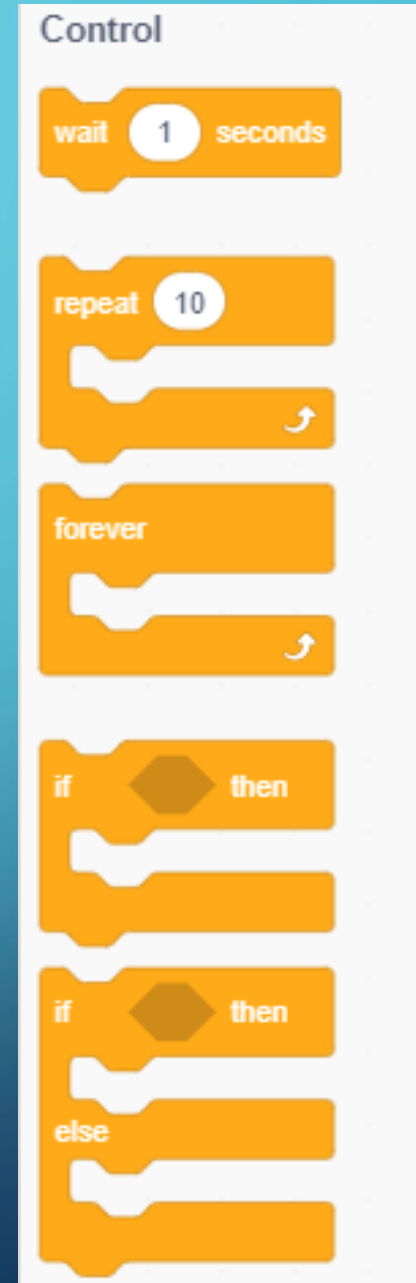 Control
wait 1 seconds
repeat 10
forever
if then
if then
else